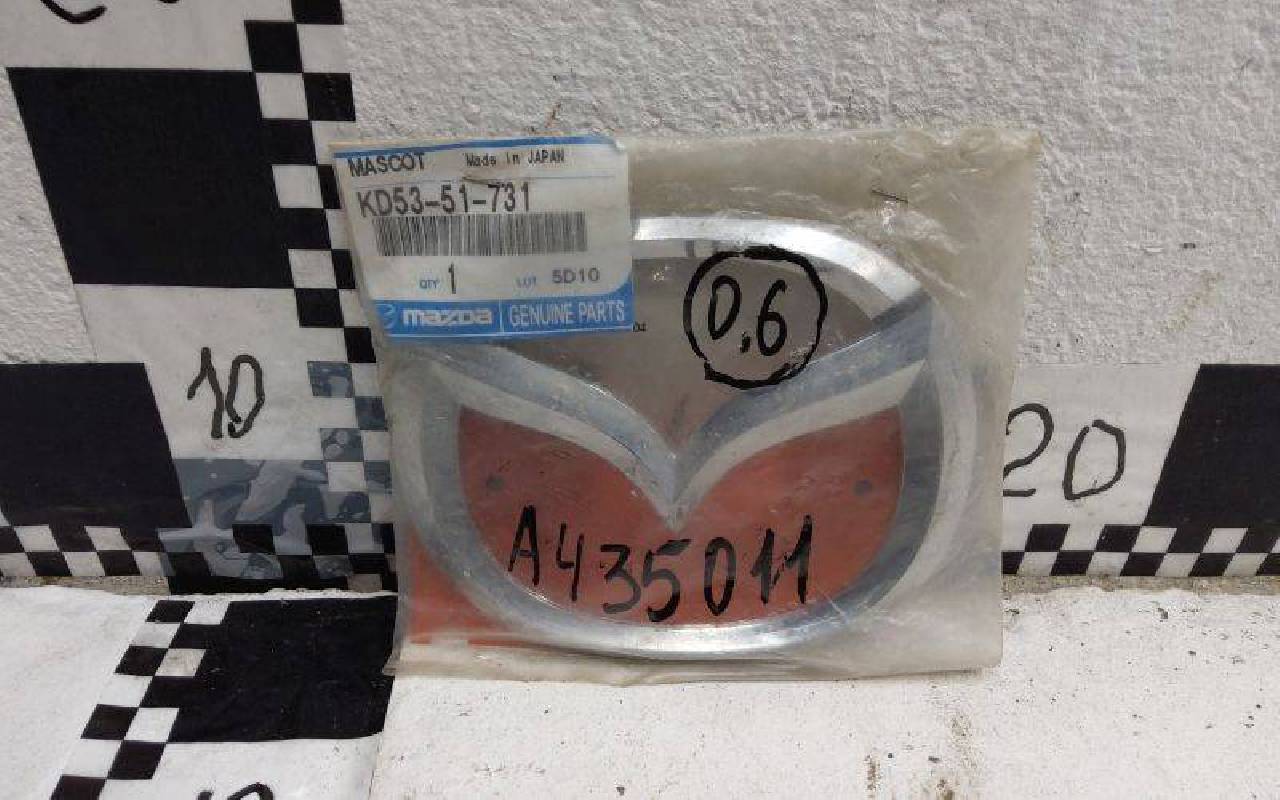 MASCOT Made in JAPAN
KD53-51-731
QTY 1 LOT 5D10
mazda GENUINE PARTS
0,6
10
20
A435011